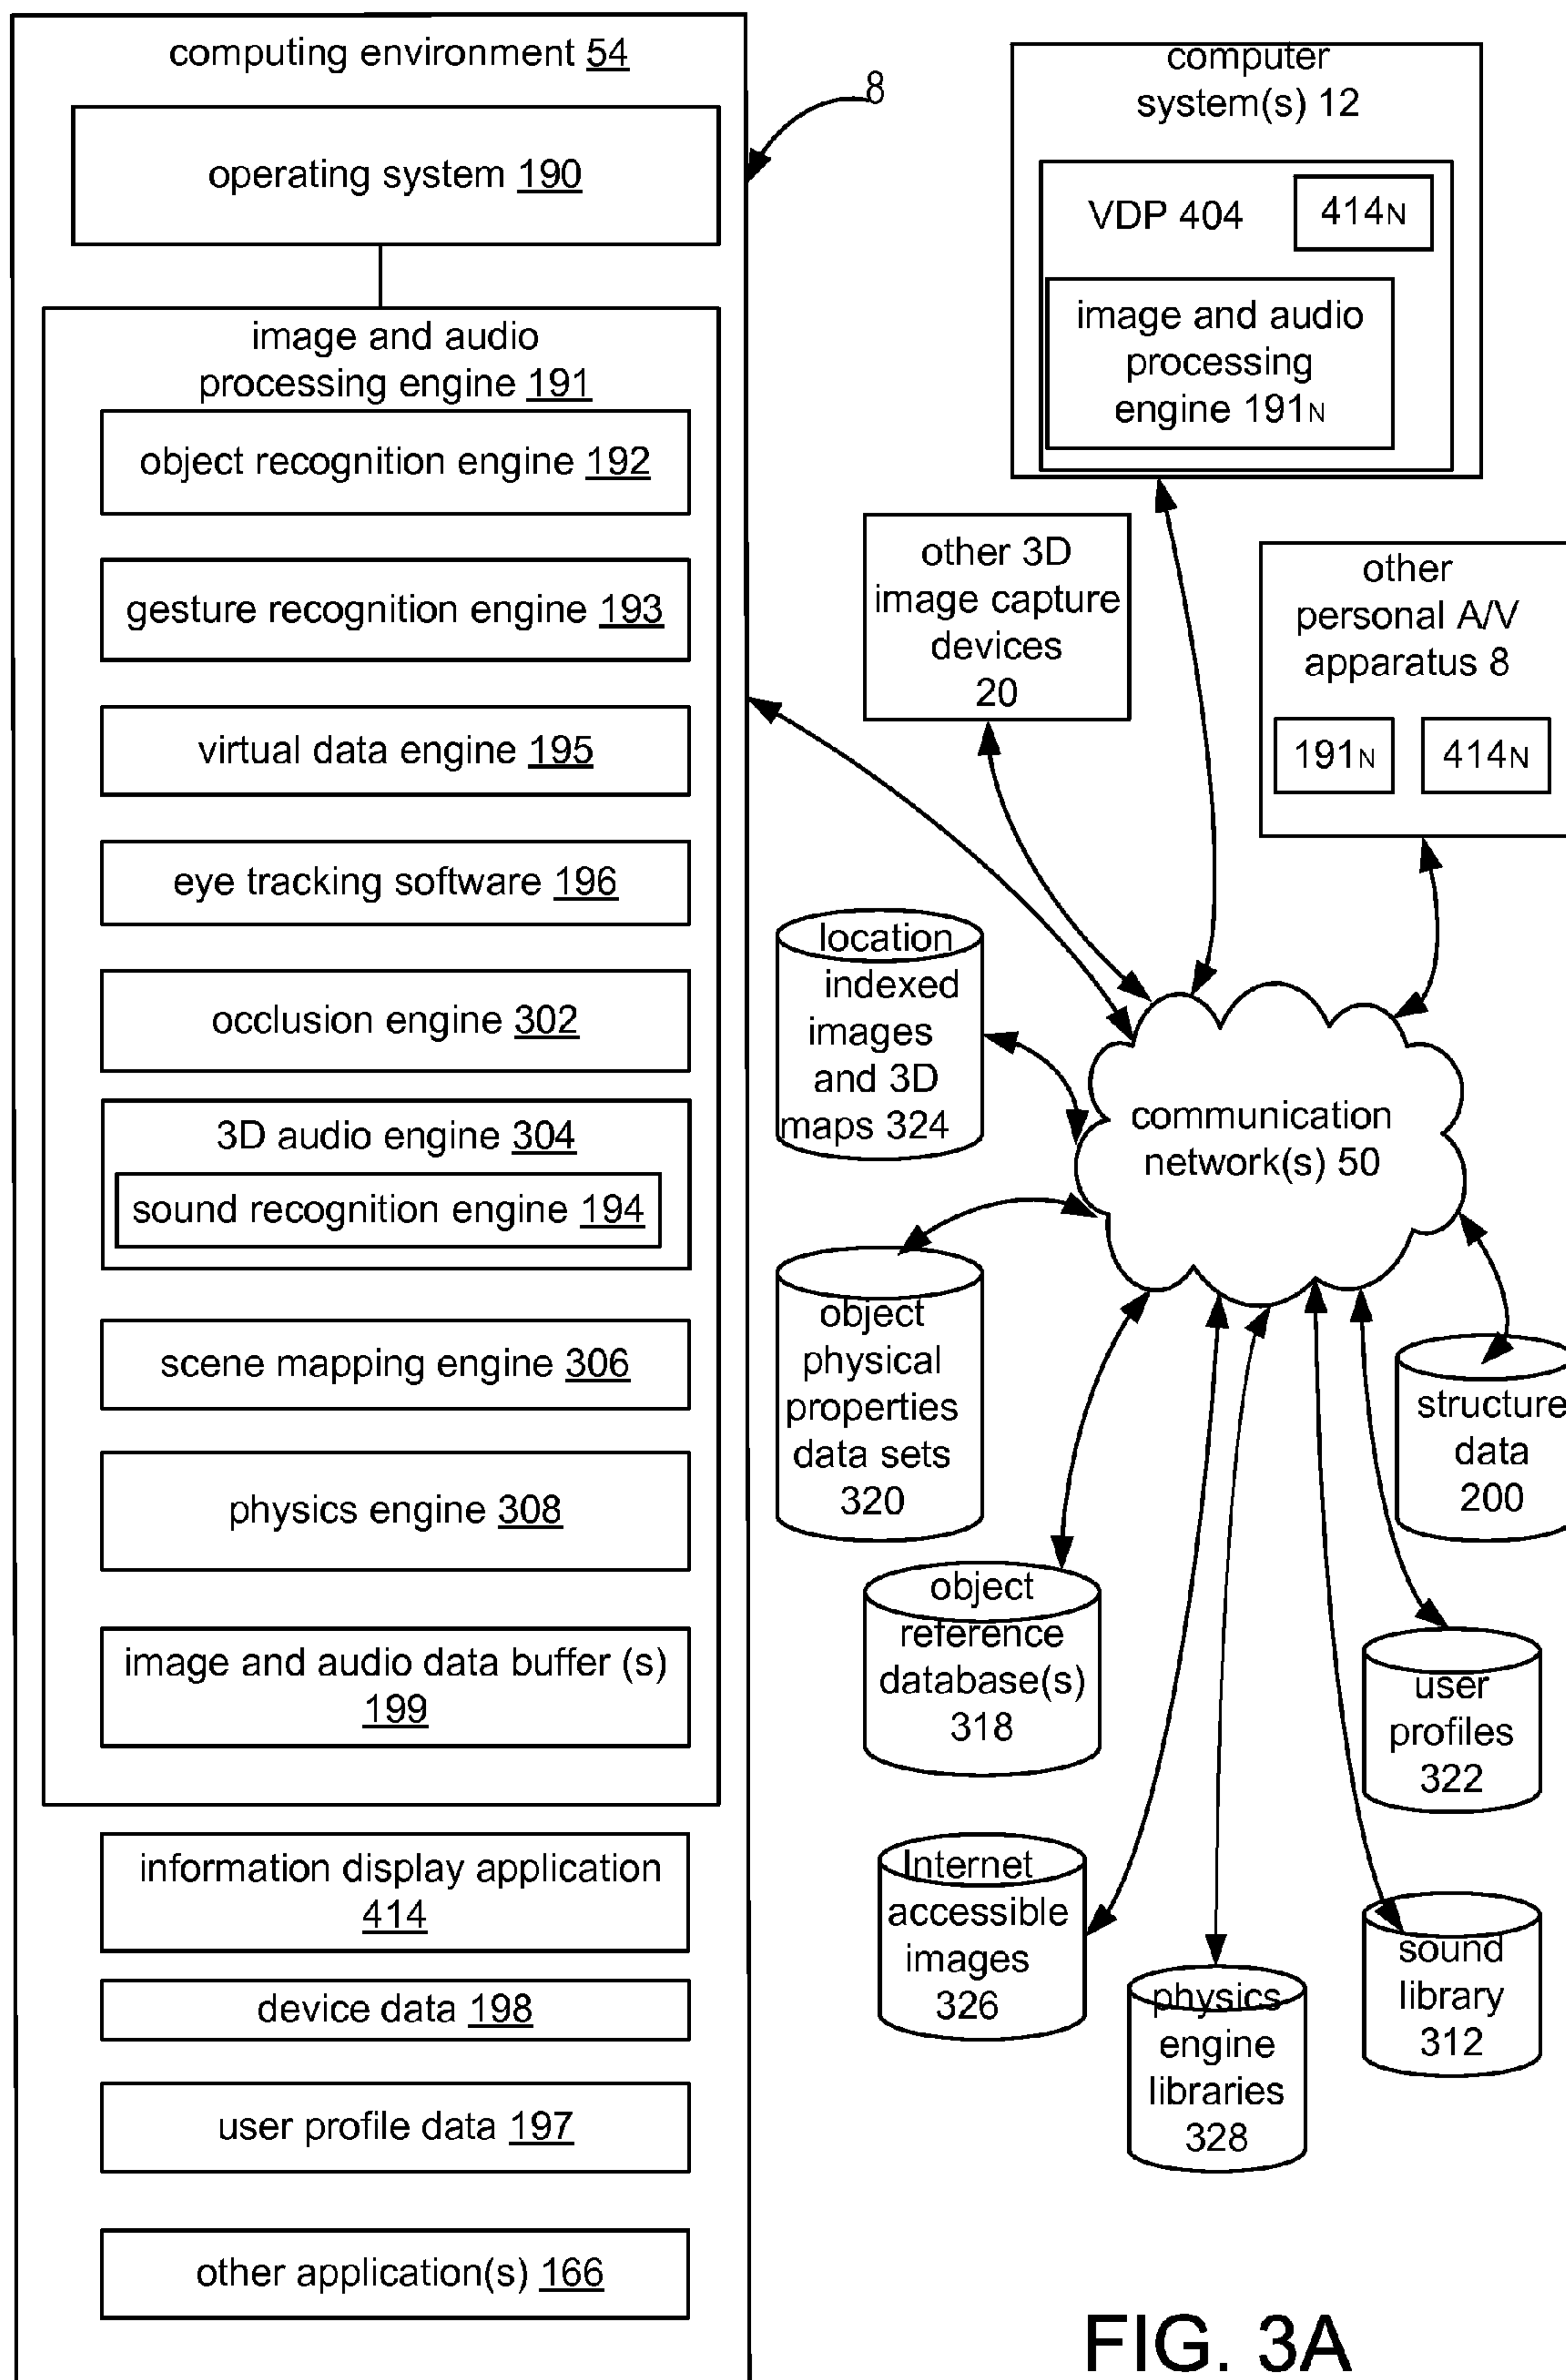 computing environment 54
operating system 190
image and audio
processing engine 191
object recognition engine 192
gesture recognition engine 193
virtual data engine 195
eye tracking software 196
occlusion engine 302
3D audio engine 304
sound recognition engine 194
scene mapping engine 306
physics engine 308
image and audio data buffer (s)
199
information display application
414
device data 198
user profile data 197
other application(s) 166
8
computer
system(s) 12
VDP 404
414N
image and audio
processing
engine 191N
other 3D
image capture
devices
20
other
personal A/V
apparatus 8
191N
414N
location
indexed
images
and 3D
maps 324
communication
network(s) 50
object
physical
properties
data sets
320
structure
data
200
object
reference
database(s)
318
user
profiles
322
Internet
accessible
images
326
physics
engine
libraries
328
sound
library
312
FIG. 3A